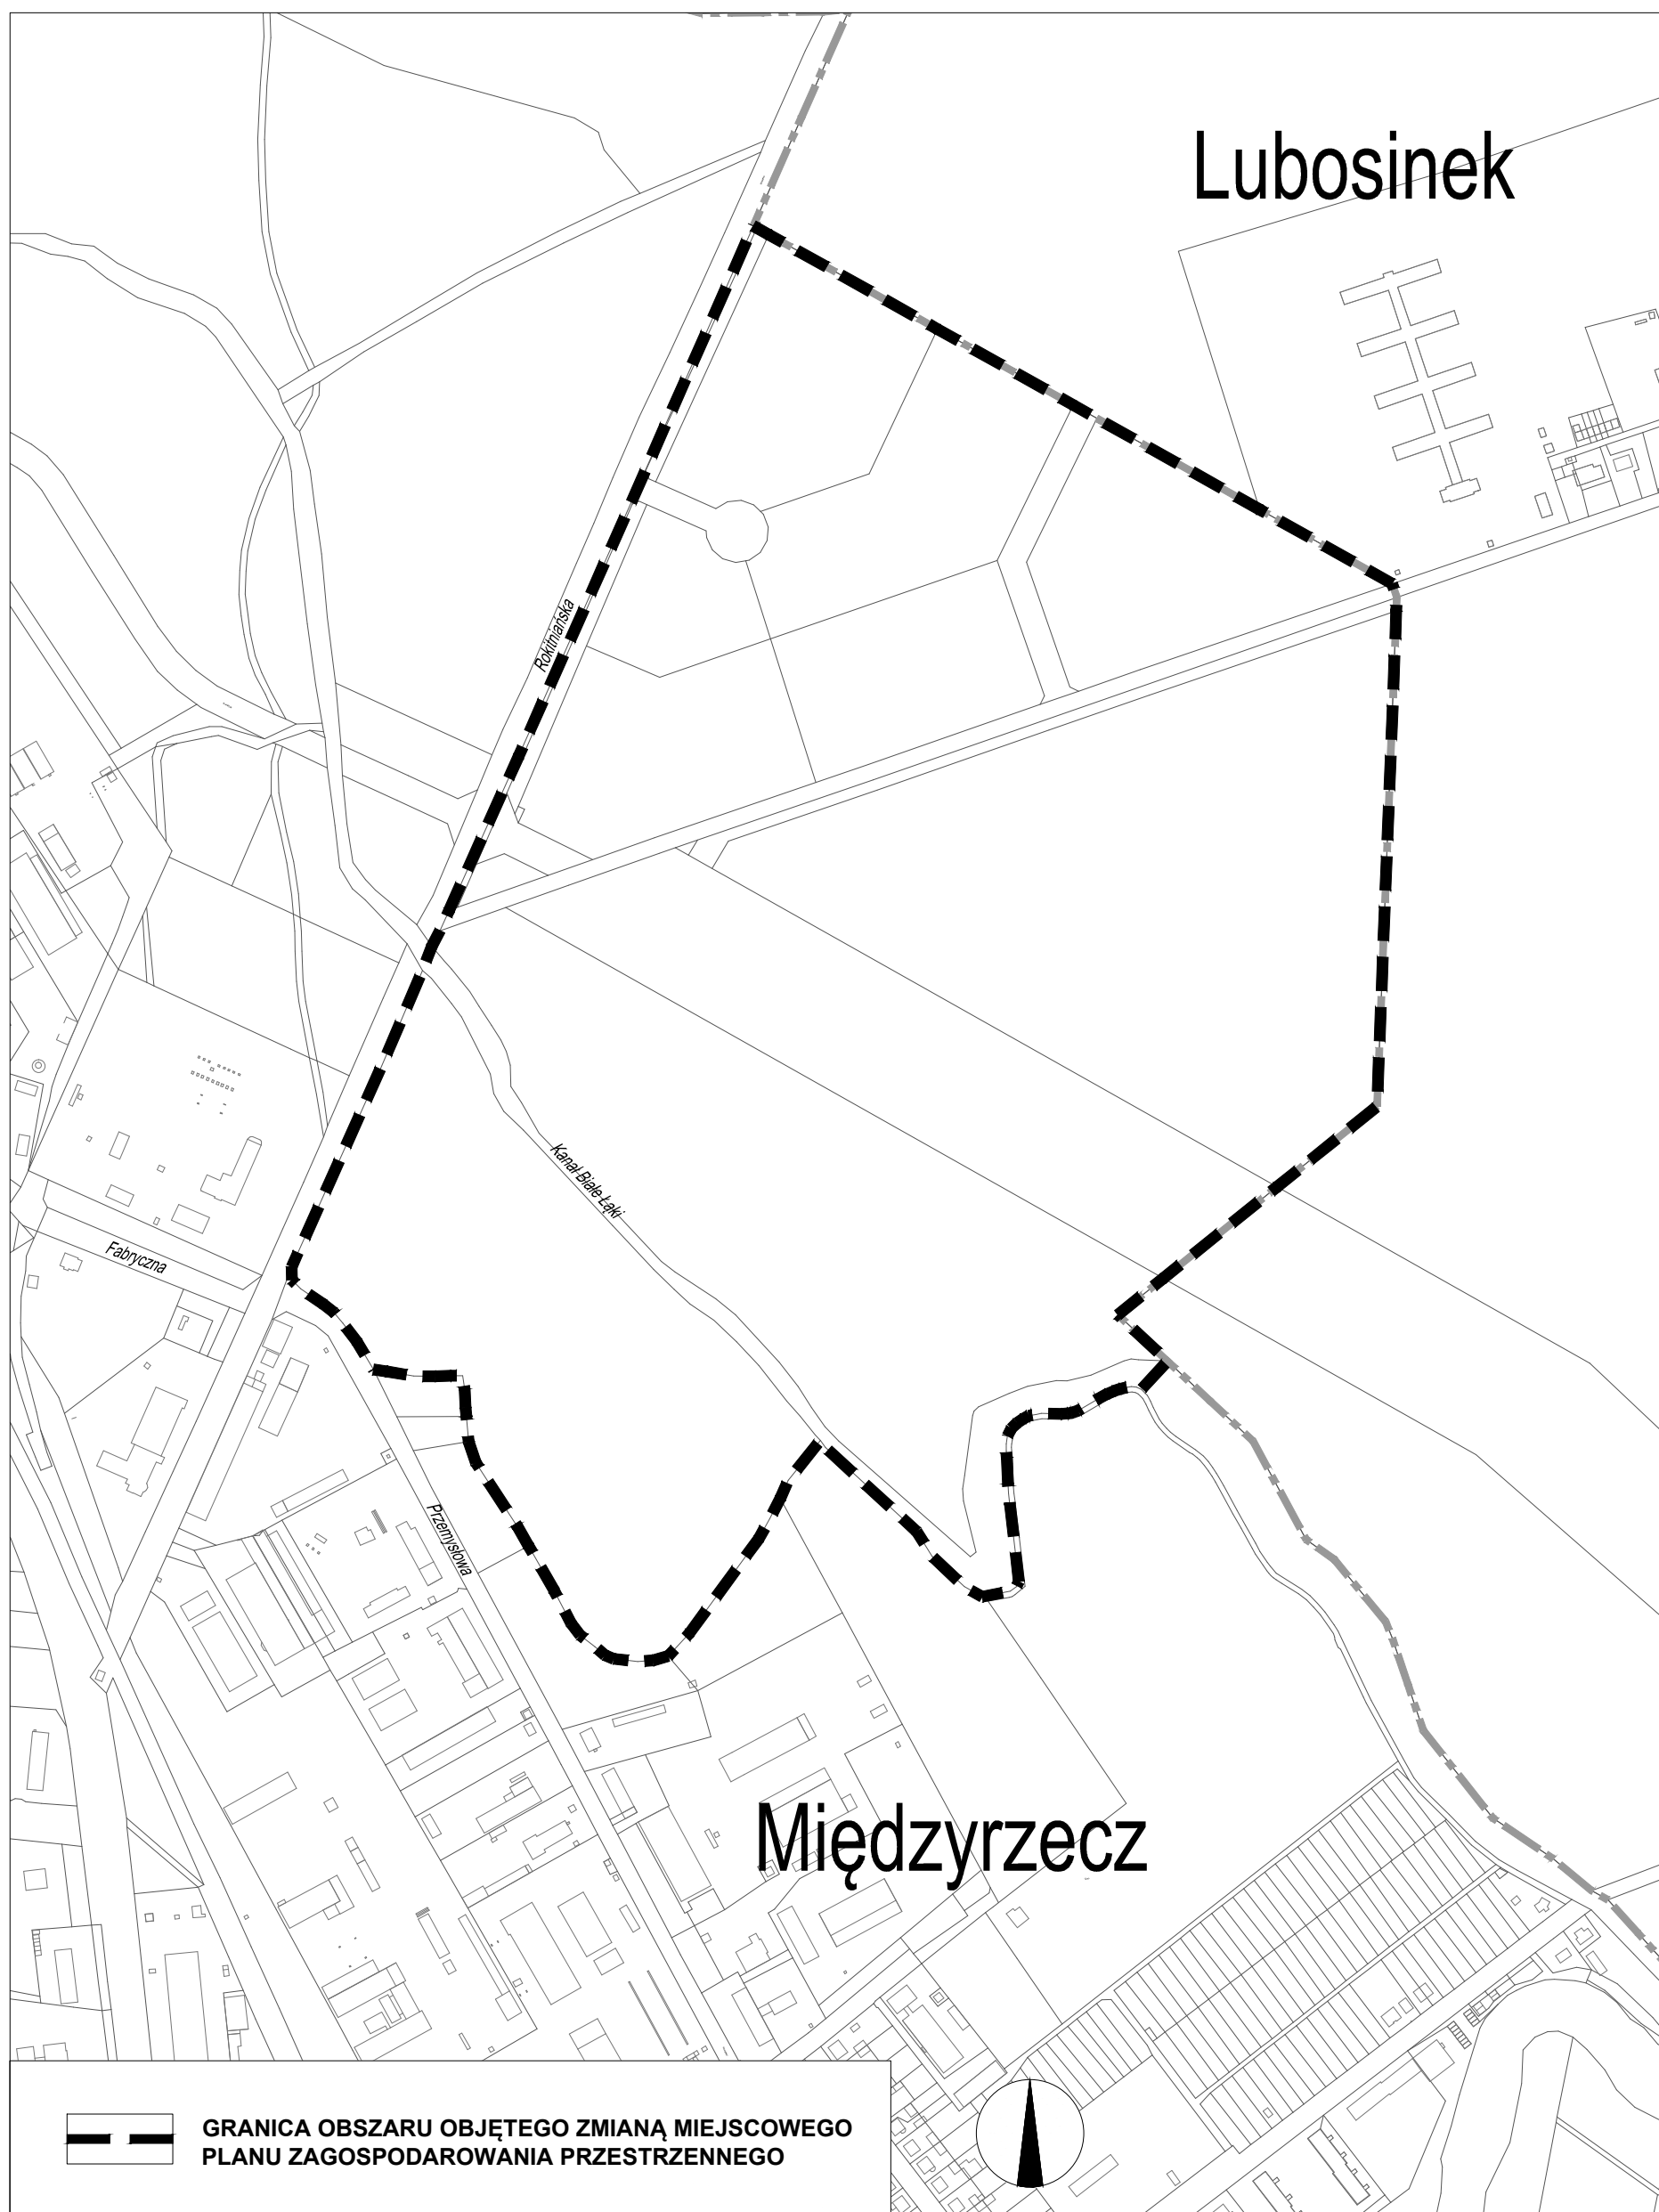 Lubosinek
Rokitniańska
Kanał Białe Łąki
Fabryczna
Przemysłowa
Międzyrzecz
GRANICA OBSZARU OBJĘTEGO ZMIANĄ MIEJSCOWEGO
PLANU ZAGOSPODAROWANIA PRZESTRZENNEGO